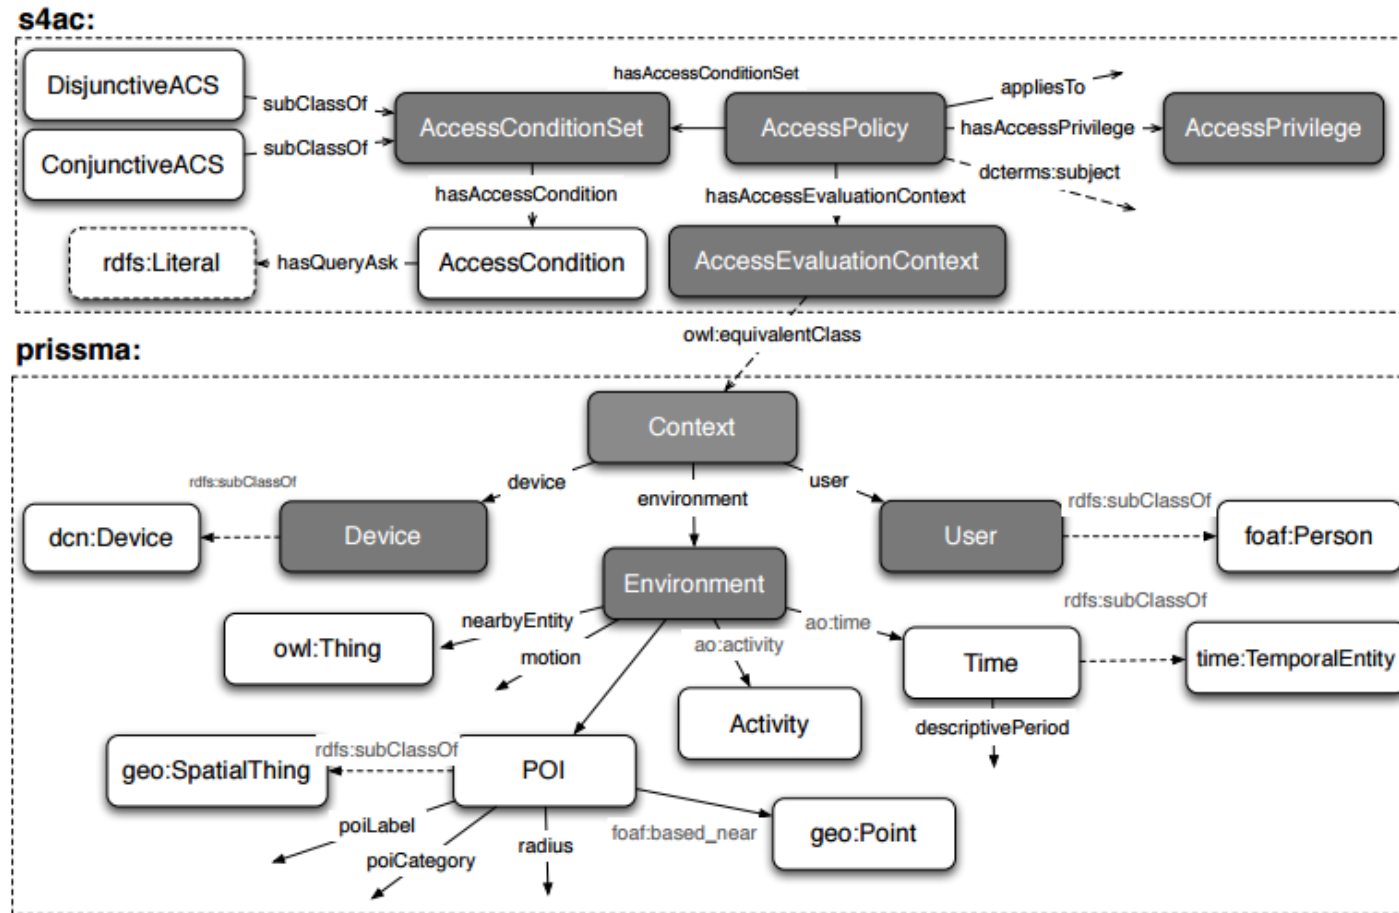 s4ac:
DisjunctiveACS
subClassOf
ConjunctiveACS
subClassOf
AccessConditionSet
hasAccessConditionSet
AccessPolicy
appliesTo
hasAccessPrivilege
AccessPrivilege
dcterms:subject
hasAccessCondition
hasAccessEvaluationContext
rdfs:Literal
hasQueryAsk
AccessCondition
AccessEvaluationContext
owl:equivalentClass
prissma:
Context
device
environment
user
rdfs:subClassOf
dcn:Device
Device
User
rdfs:subClassOf
foaf:Person
Environment
nearbyEntity
owl:Thing
motion
ao:activity
ao:time
rdfs:subClassOf
Time
time:TemporalEntity
Activity
descriptivePeriod
geo:SpatialThing
rdfs:subClassOf
POI
poiLabel
poiCategory
radius
foaf:based_near
geo:Point